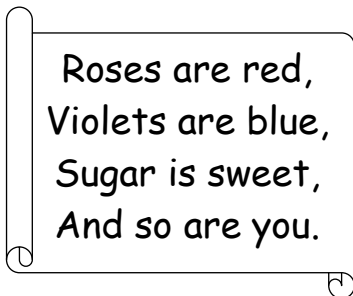 Roses are red,
Violets are blue,
Sugar is sweet,
And so are you.